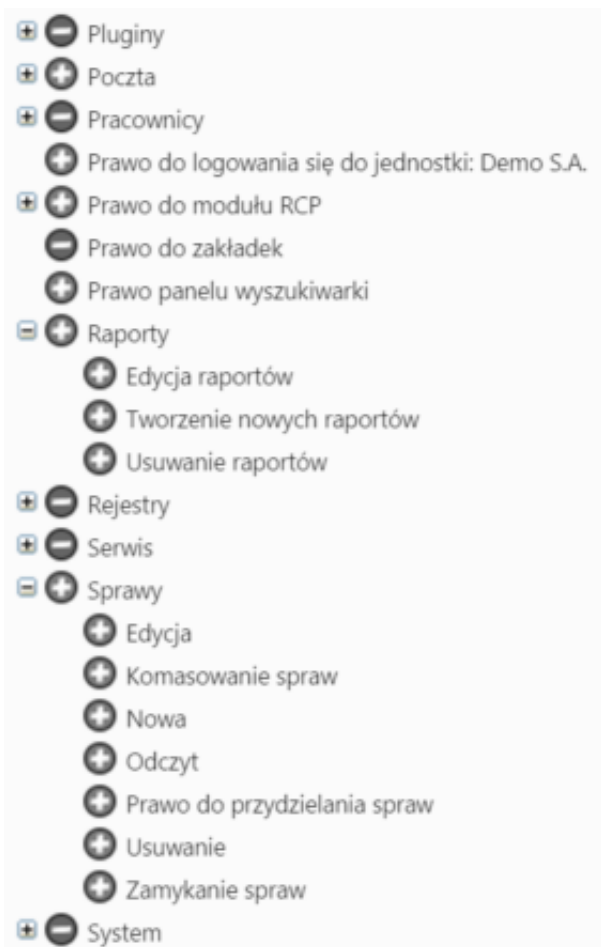 Pluginy
Poczta
Pracownicy
Prawo do logowania się do jednostki: Demo S.A.
Prawo do modułu RCP
Prawo do zakładek
Prawo panelu wyszukiwarki
Raporty
Edycja raportów
Tworzenie nowych raportów
Usuwanie raportów
Rejestry
Serwis
Sprawy
Edycja
Komasowanie spraw
Nowa
Odczyt
Prawo do przydzielania spraw
Usuwanie
Zamykanie spraw
System